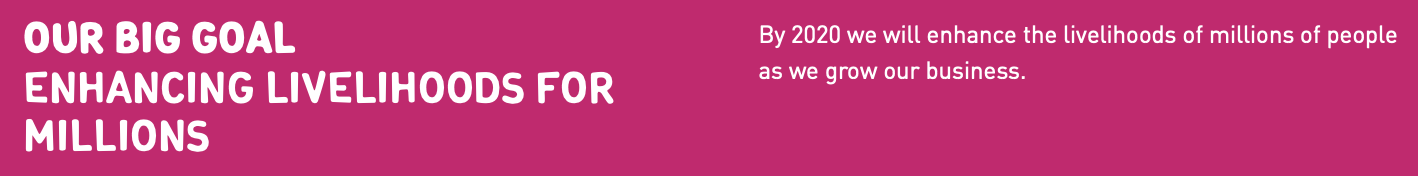 OUR BIG GOAL
ENHANCING LIVELIHOODS FOR
MILLIONS
By 2020 we will enhance the livelihoods of millions of people
as we grow our business.